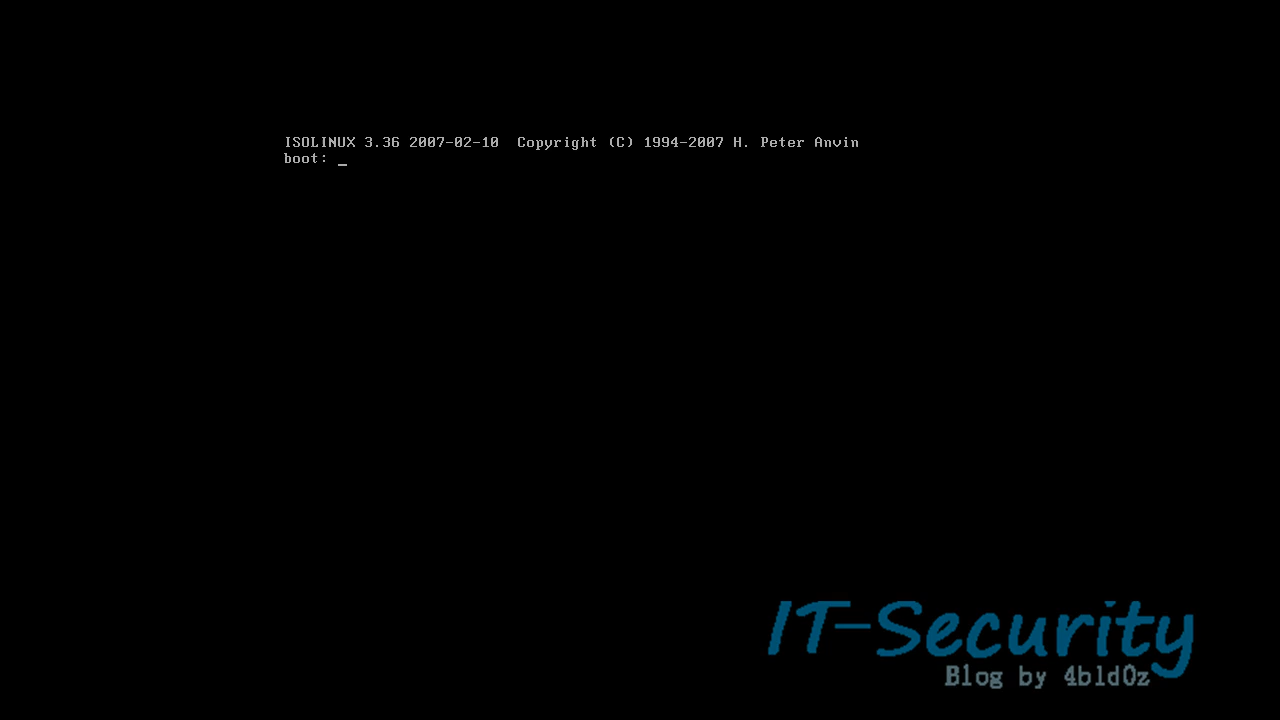 ISOLINUX 3.36 2007-02-10  Copyright (C) 1994-2007 H. Peter Anvin
boot: _
IT-Security
Blog by 4bld0z